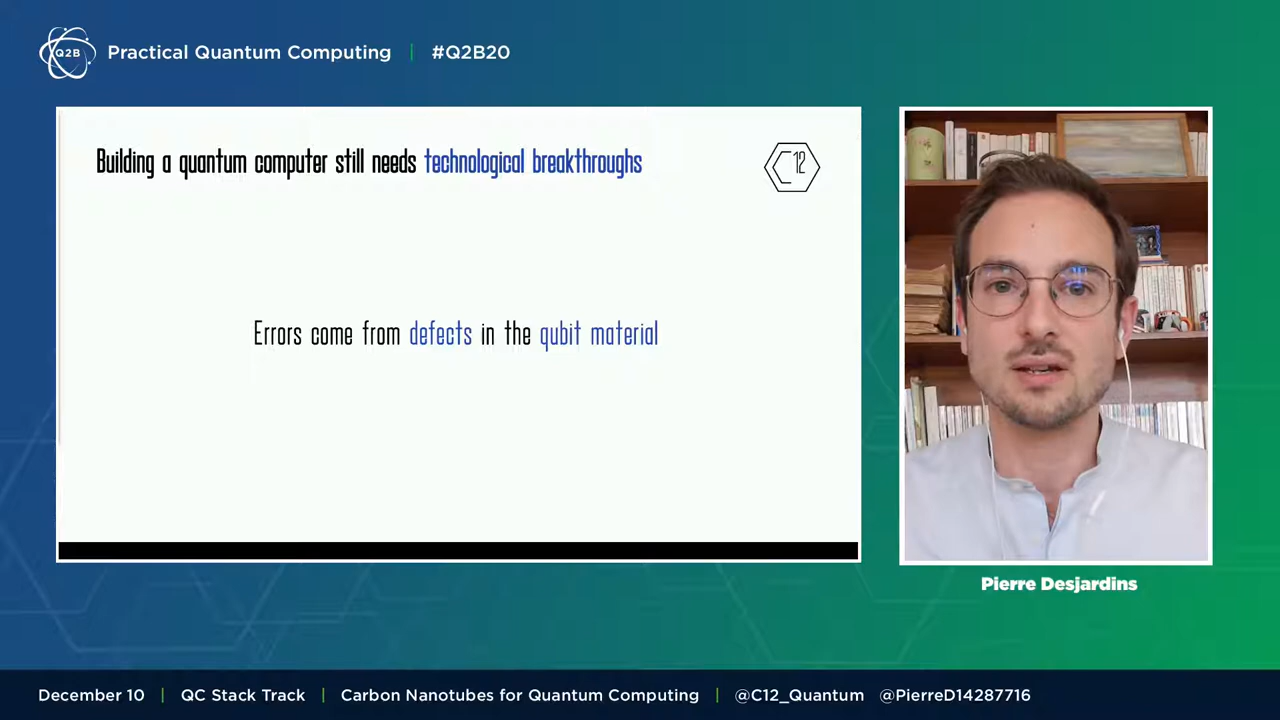 Q2B Practical Quantum Computing | #Q2B20
Building a quantum computer still needs technological breakthroughs
C12
Errors come from defects in the qubit material
Pierre Desjardins
December 10 | QC Stack Track | Carbon Nanotubes for Quantum Computing | @C12_Quantum @PierreD14287716